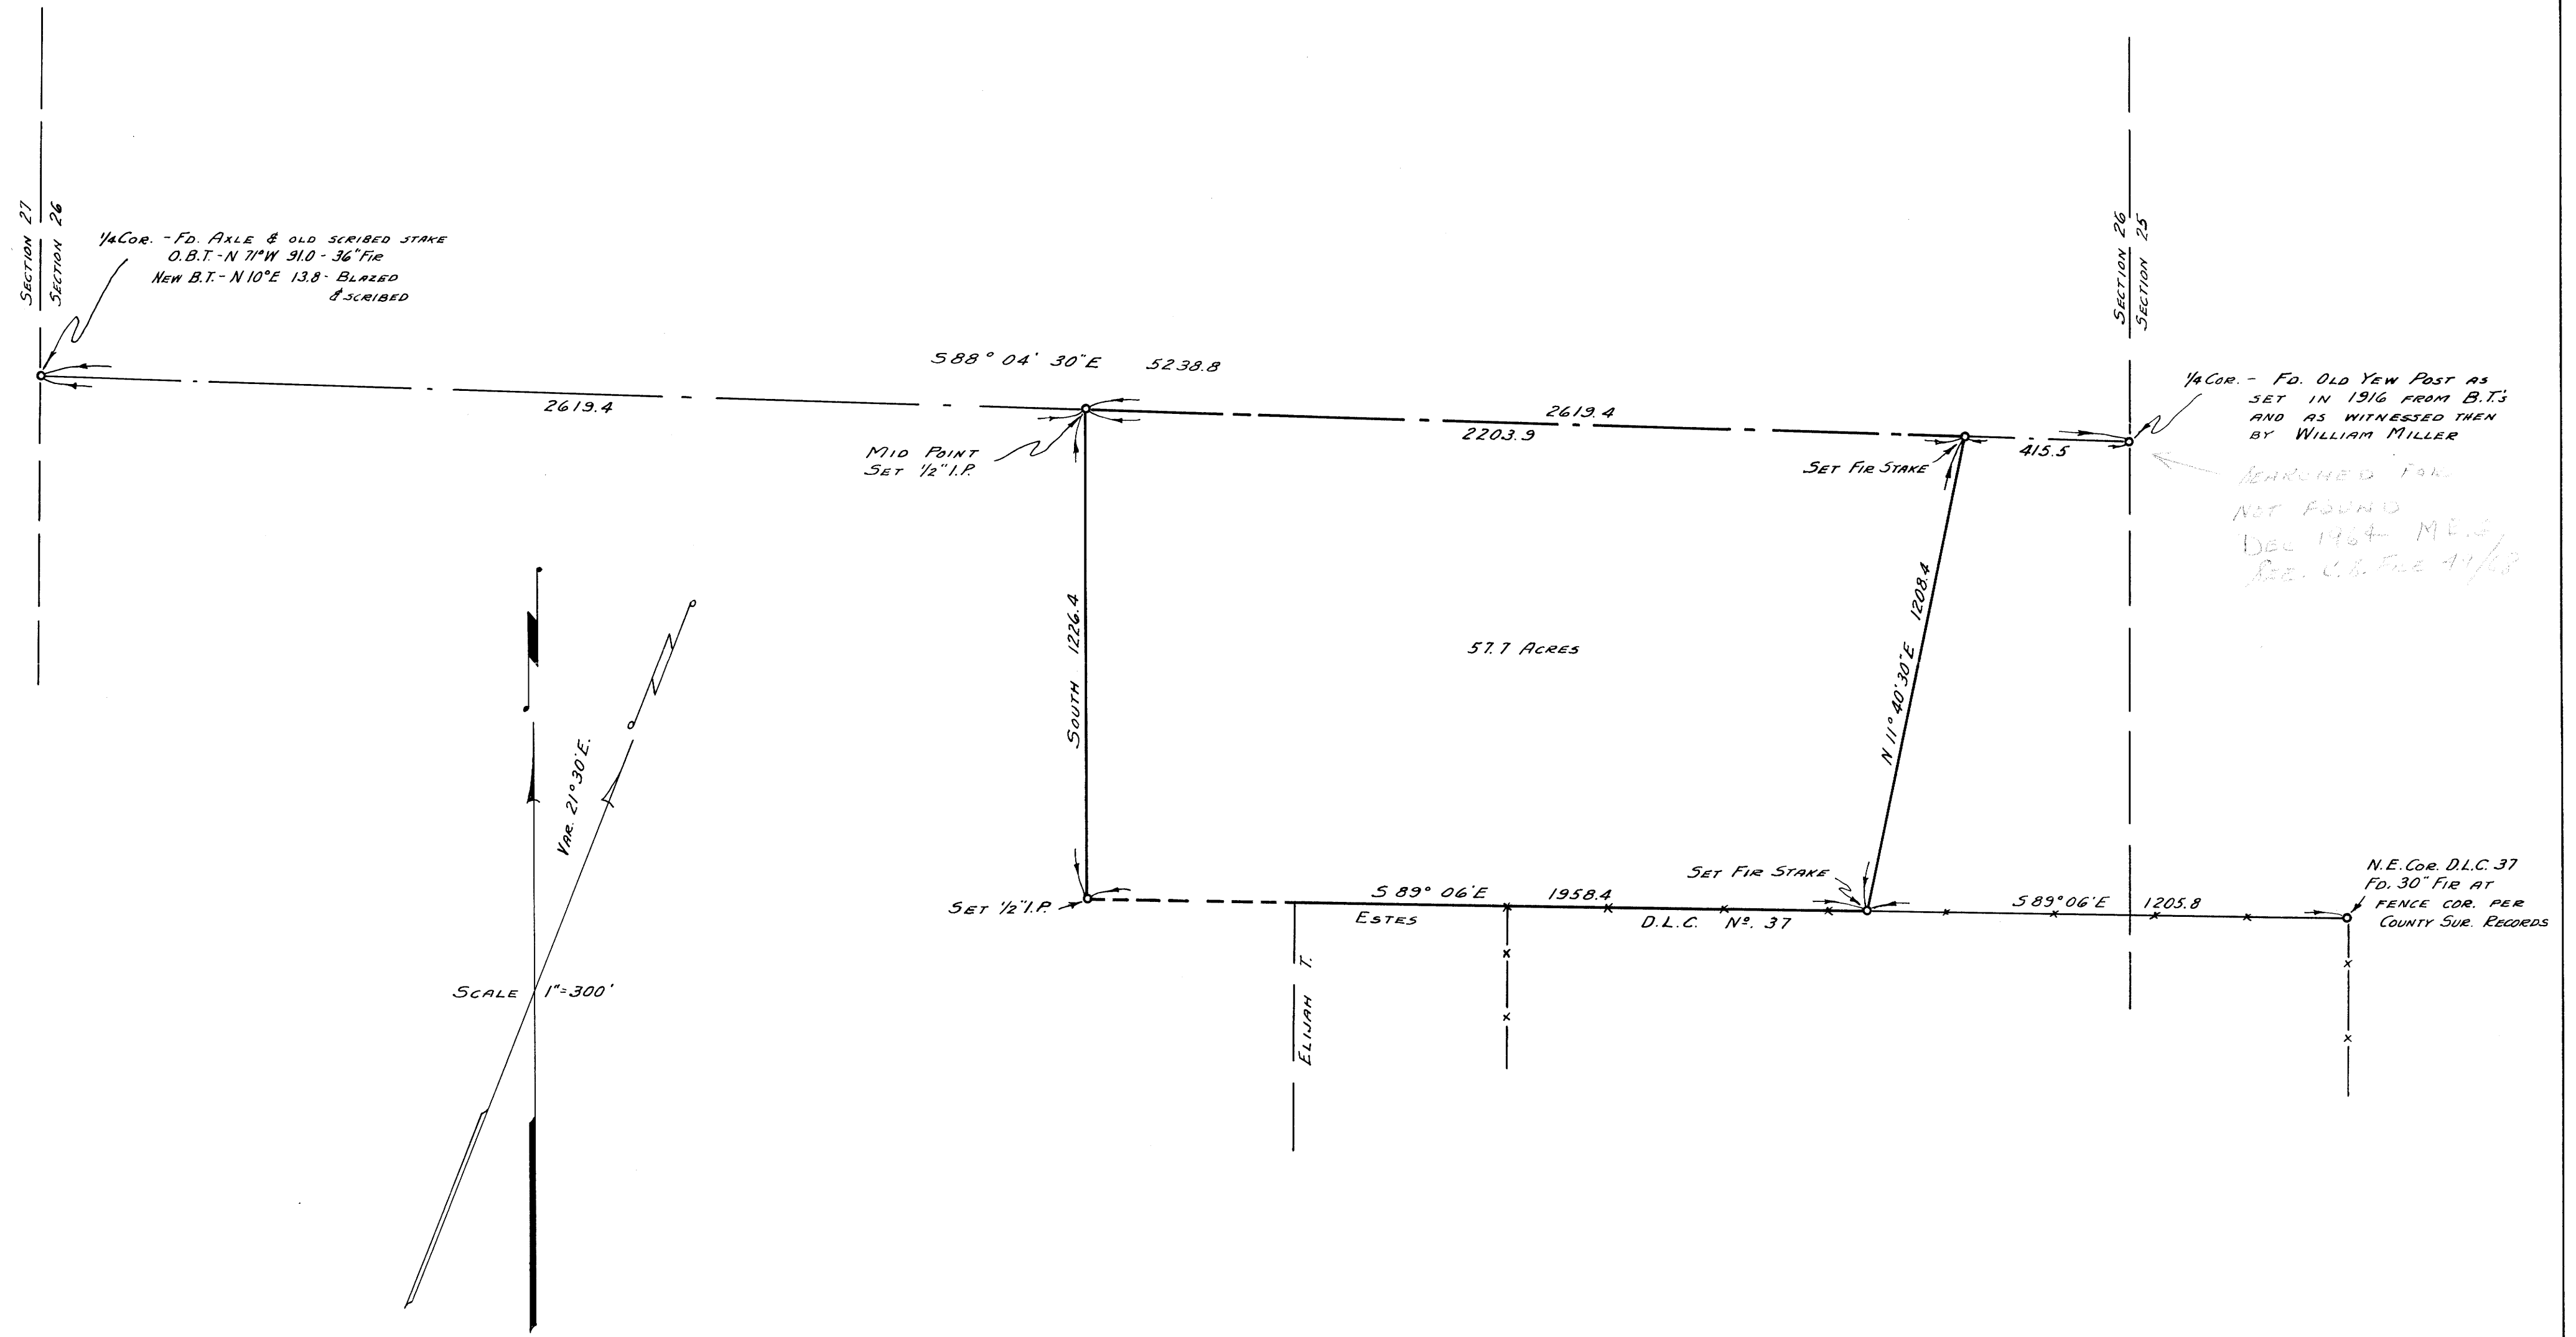 SECTION 27
SECTION 26
1/4 COR. - FD. AXLE & OLD SCRIBED STAKE
O.B.T. - N 71° W 91.0 - 36" FIR
NEW B.T. - N 10° E 13.8 - BLAZED
& SCRIBED
SECTION 26
SECTION 25
S 88° 04' 30" E 5238.8
2619.4
2619.4
2203.9
415.5
1/4 COR. - FD. OLD YEW POST AS
SET IN 1916 FROM B.T.'s
AND AS WITNESSED THEN
BY WILLIAM MILLER
SEARCHED FOR
NOT FOUND
DEC 1964
MID POINT
SET 1/2" I.P.
SET FIR STAKE
SOUTH 1226.4
57.7 ACRES
N 11° 40' 30" E 1208.4
VAR. 21° 30' E.
SCALE 1"=300'
SET 1/2" I.P.
S 89° 06' E 1958.4
SET FIR STAKE
S 89° 06' E 1205.8
N.E. COR. D.L.C. 37
FD. 30" FIR AT
FENCE COR. PER
COUNTY SUR. RECORDS
ELIJAH T.
ESTES
D.L.C. Nº. 37